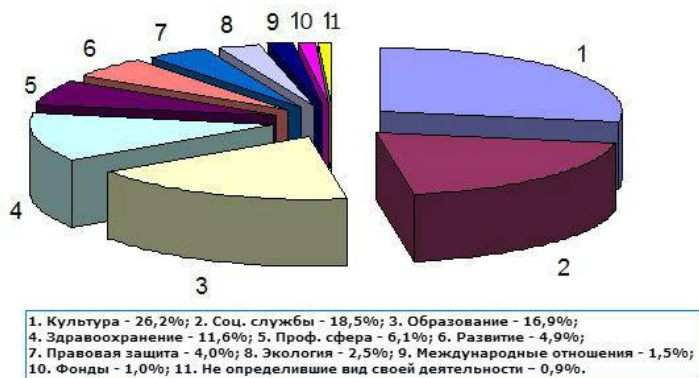 9 10 11
8
7
6
1
5
4
3
2
1. Культура - 26,2%; 2. Соц. службы - 18,5%; 3. Образование - 16,9%;
4. Здравоохранение - 11,6%; 5. Проф. сфера - 6,1%; 6. Развитие - 4,9%;
7. Правовая защита - 4,0%; 8. Экология - 2,5%; 9. Международные отношения - 1,5%;
10. Фонды - 1,0%; 11. Не определившие вид своей деятельности – 0,9%.